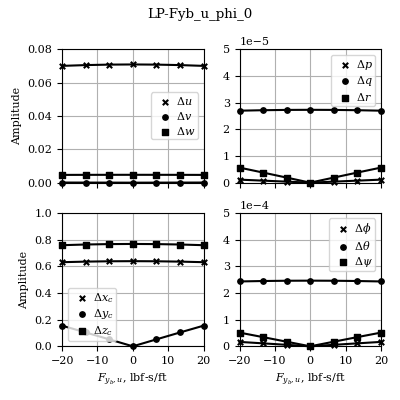 LP-Fyb_u_phi_0
Amplitude
0.08
0.06
0.04
0.02
0.00
Δu
Δv
Δw
1e−5
5
4
3
2
1
0
Δp
Δq
Δr
Amplitude
1.0
0.8
0.6
0.4
0.2
0.0
Δx_c
Δy_c
Δz_c
−20 −10 0 10 20
F_{y_b,u}, lbf-s/ft
1e−4
5
4
3
2
1
0
Δϕ
Δθ
Δψ
−20 −10 0 10 20
F_{y_b,u}, lbf-s/ft